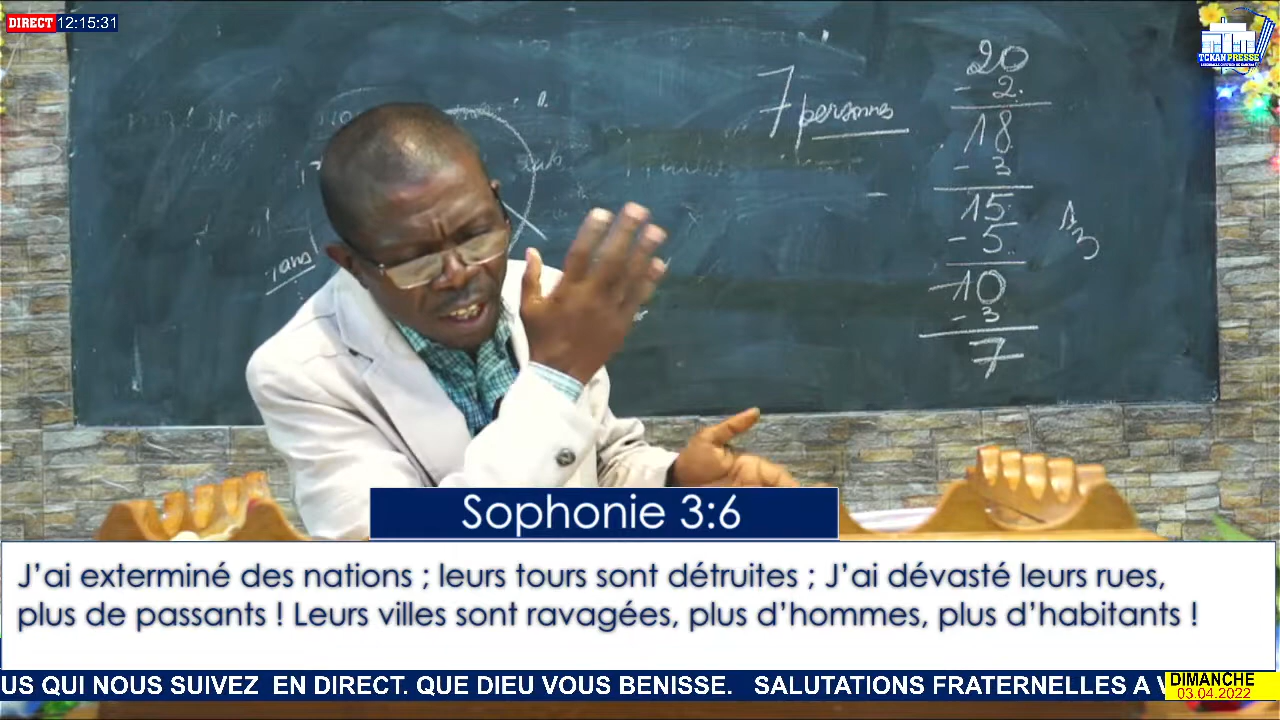 DIRECT 12:15:31
TCKAN PRESSE
7 personnes
20
- 2
18
- 3
15
- 5
10
- 3
7
7 ans
Sophonie 3:6
J'ai exterminé des nations ; leurs tours sont détruites ; J'ai dévasté leurs rues,
plus de passants ! Leurs villes sont ravagées, plus d'hommes, plus d'habitants !
US QUI NOUS SUIVEZ EN DIRECT. QUE DIEU VOUS BENISSE. SALUTATIONS FRATERNELLES A V
DIMANCHE
03.04.2022